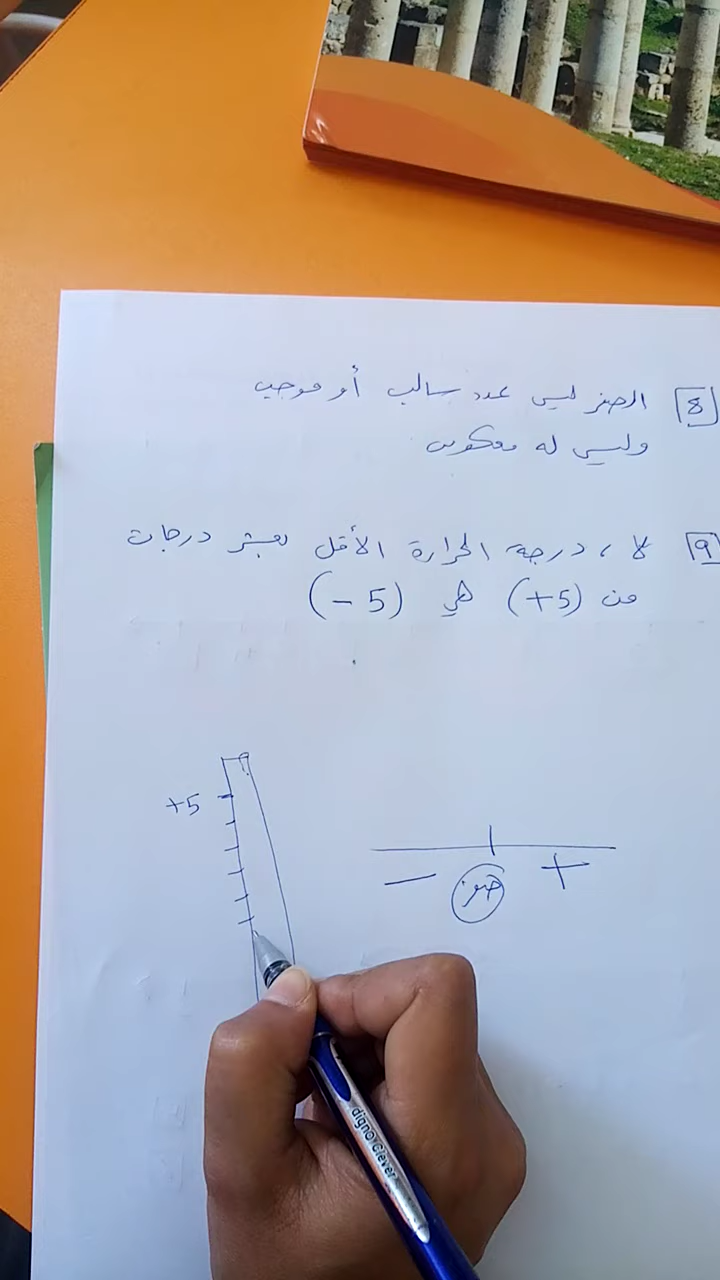 8 الصفر ليس عدد سالب أو موجب
وليس له معكوس
9 لا ، درجة الحرارة الأقل بعشر درجات
من (+5) هي (-5)
+5
− صفر +
digno Clever